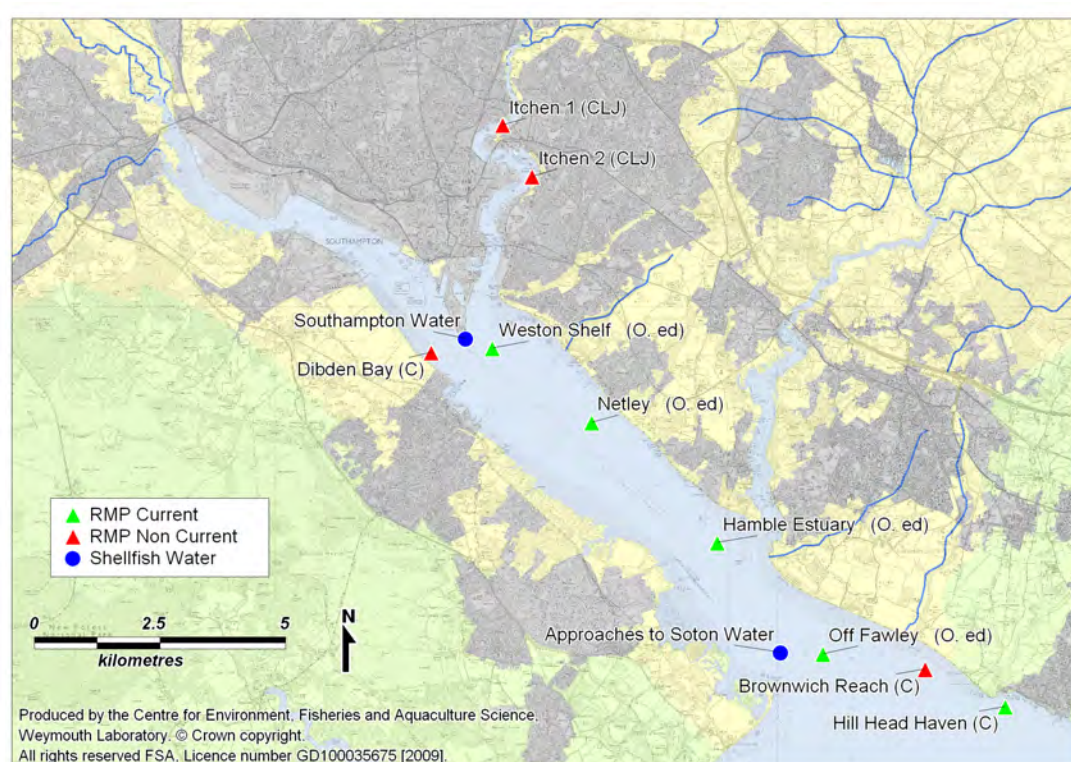 Itchen 1 (CLJ)
Itchen 2 (CLJ)
SOUTHAMPTON
Southampton Water
Weston Shelf (O. ed)
Dibden Bay (C)
Netley (O. ed)
RMP Current
RMP Non Current
Shellfish Water
Hamble Estuary (O. ed)
0 2.5 5
kilometres
N
Approaches to Soton Water
Off Fawley (O. ed)
Brownwich Reach (C)
Hill Head Haven (C)
Produced by the Centre for Environment, Fisheries and Aquaculture Science,
Weymouth Laboratory. © Crown copyright.
All rights reserved FSA, Licence number GD100035675 [2009].